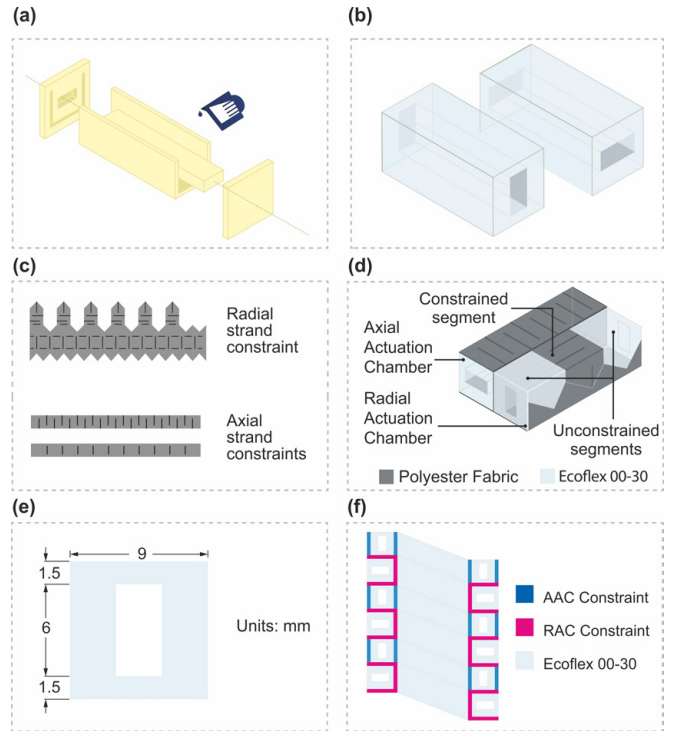 (a)
(b)
(c)
Radial
strand
constraint
Axial
strand
constraints
(d)
Constrained
segment
Axial
Actuation
Chamber
Radial
Actuation
Chamber
Unconstrained
segments
Polyester Fabric
Ecoflex 00-30
(e)
9
1.5
6
1.5
Units: mm
(f)
AAC Constraint
RAC Constraint
Ecoflex 00-30